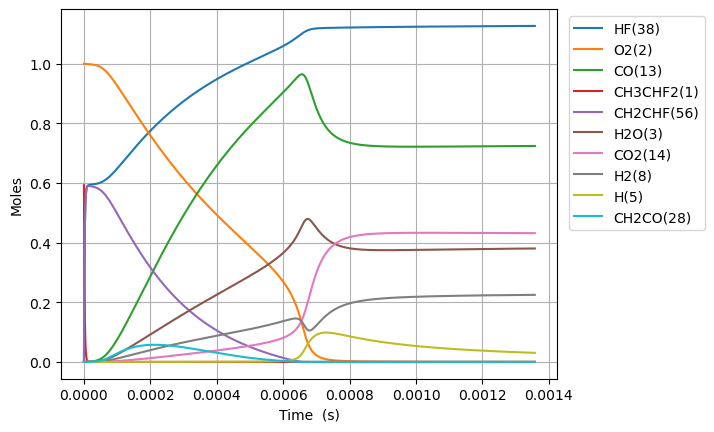 Moles
1.0
0.8
0.6
0.4
0.2
0.0
0.0000 0.0002 0.0004 0.0006 0.0008 0.0010 0.0012 0.0014
Time (s)
HF(38)
O2(2)
CO(13)
CH3CHF2(1)
CH2CHF(56)
H2O(3)
CO2(14)
H2(8)
H(5)
CH2CO(28)